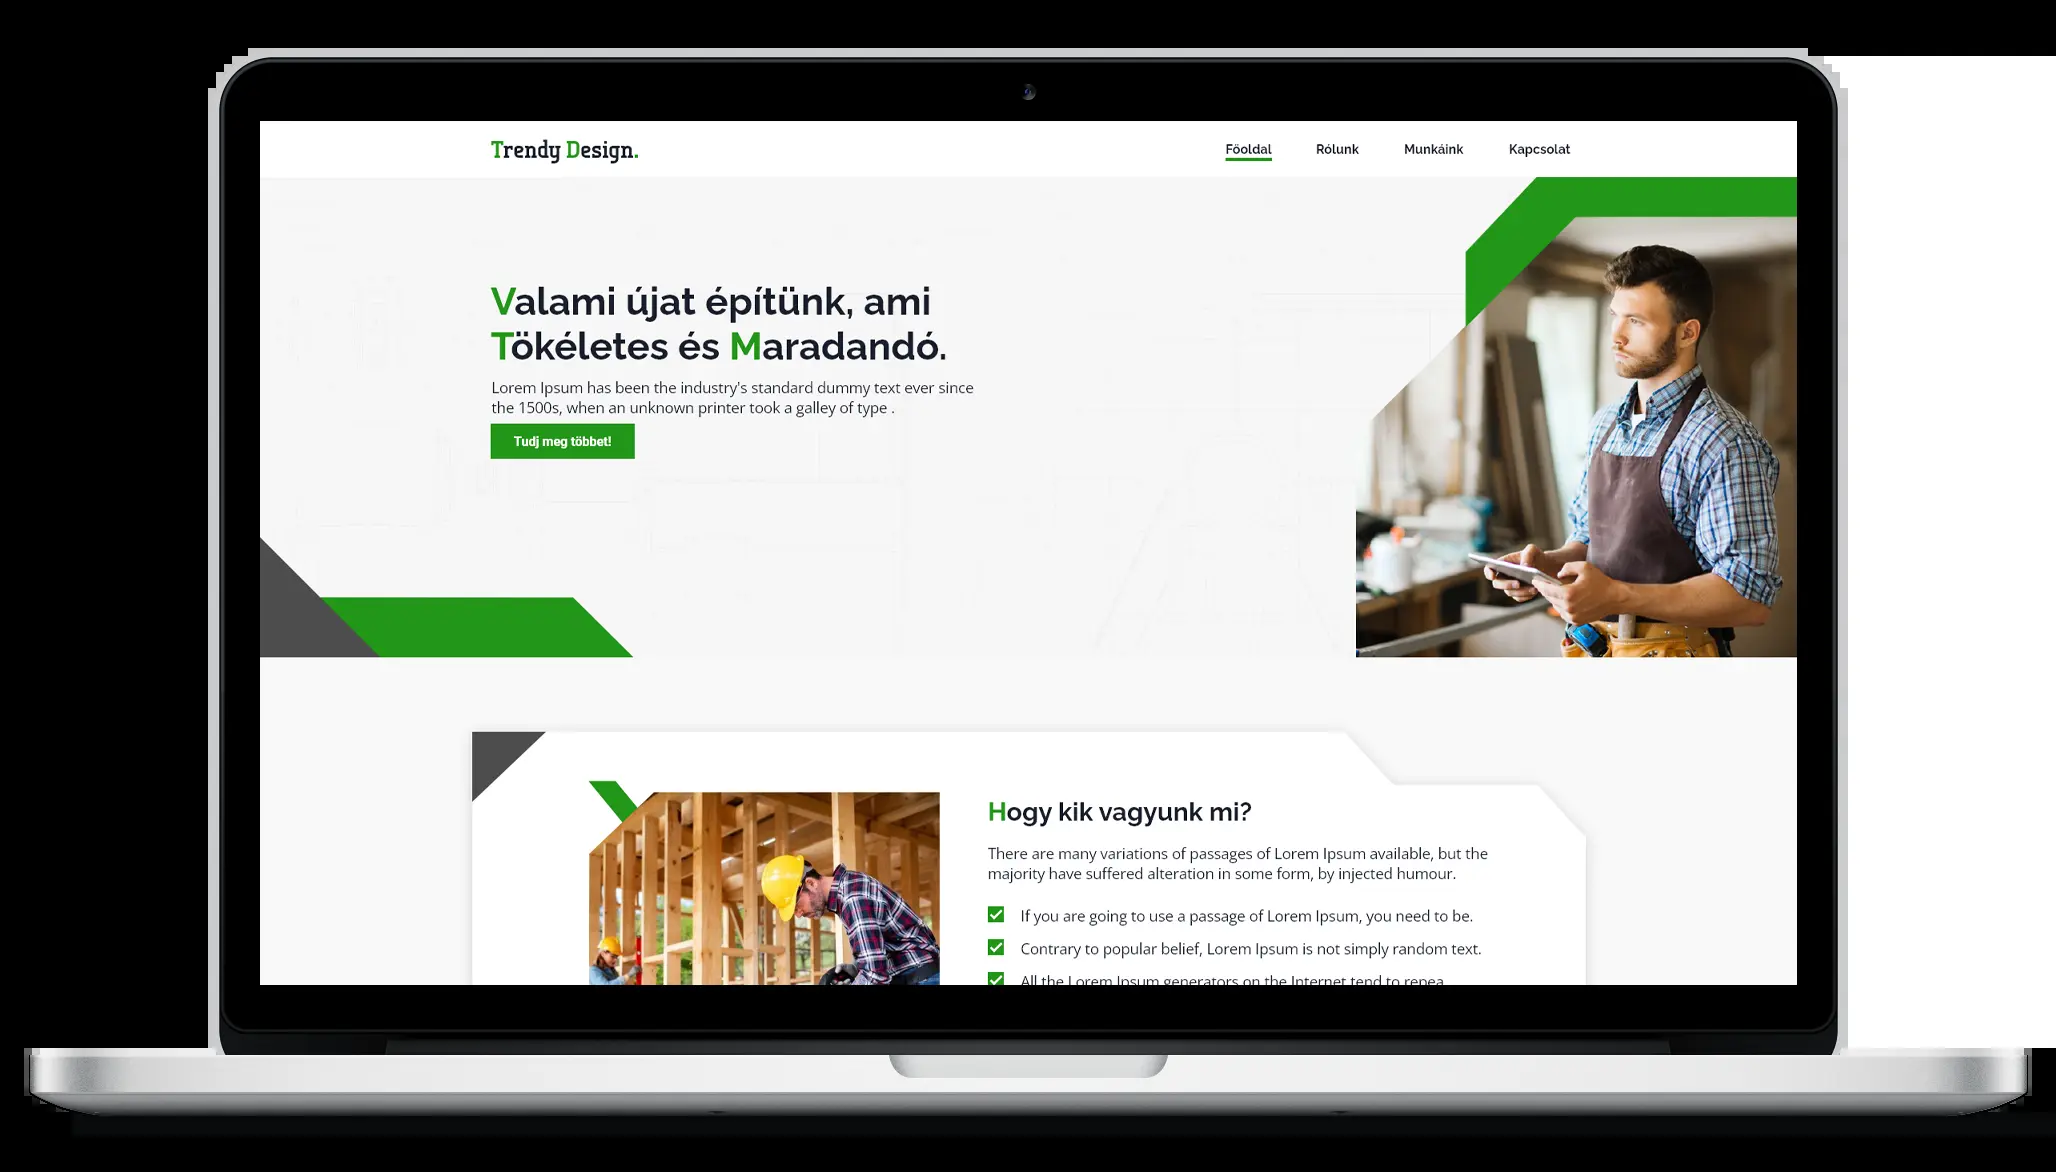 Trendy Design.
Főoldal
Rólunk
Munkáink
Kapcsolat
Valami újat építünk, ami
Tökéletes és Maradandó.
Lorem Ipsum has been the industry's standard dummy text ever since
the 1500s, when an unknown printer took a galley of type .
Tudj meg többet!
Hogy kik vagyunk mi?
There are many variations of passages of Lorem Ipsum available, but the
majority have suffered alteration in some form, by injected humour.
If you are going to use a passage of Lorem Ipsum, you need to be.
Contrary to popular belief, Lorem Ipsum is not simply random text.
All the Lorem Ipsum generators on the Internet tend to repea